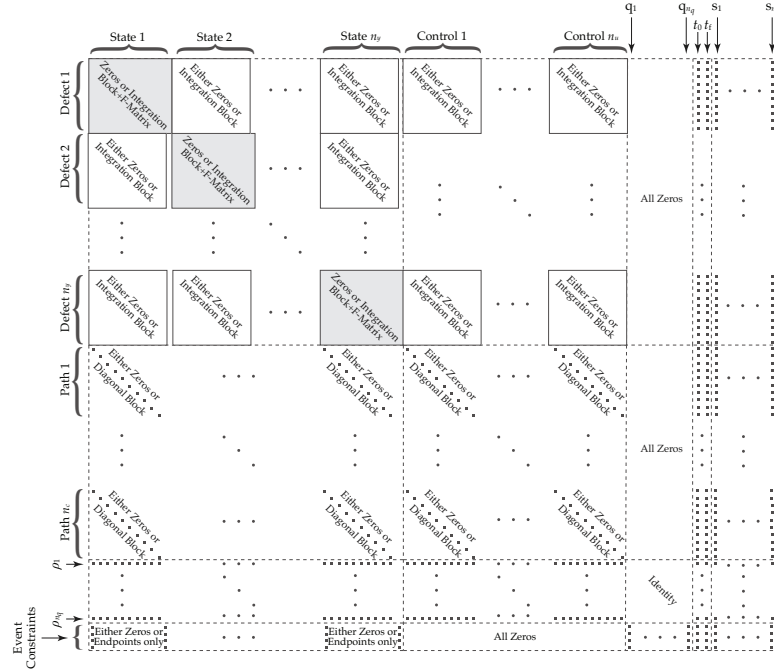 q1 qnq s1 sn
t0 tf
State 1 State 2 State ny Control 1 Control nu
Defect 1
Zeros or Integration
Block+F-Matrix
Either Zeros or
Integration Block
Either Zeros or
Integration Block
Either Zeros or
Integration Block
Either Zeros or
Integration Block
Defect 2
Either Zeros or
Integration Block
Zeros or Integration
Block+F-Matrix
Either Zeros or
Integration Block
All Zeros
Defect ny
Either Zeros or
Integration Block
Either Zeros or
Integration Block
Zeros or Integration
Block+F-Matrix
Either Zeros or
Integration Block
Either Zeros or
Integration Block
Path 1
Either Zeros or
Diagonal Block
Either Zeros or
Diagonal Block
Either Zeros or
Diagonal Block
Either Zeros or
Diagonal Block
All Zeros
Path nc
Either Zeros or
Diagonal Block
Either Zeros or
Diagonal Block
Either Zeros or
Diagonal Block
Either Zeros or
Diagonal Block
ρ1
Identity
ρnq
Event
Constraints
Either Zeros or
Endpoints only
Either Zeros or
Endpoints only
All Zeros